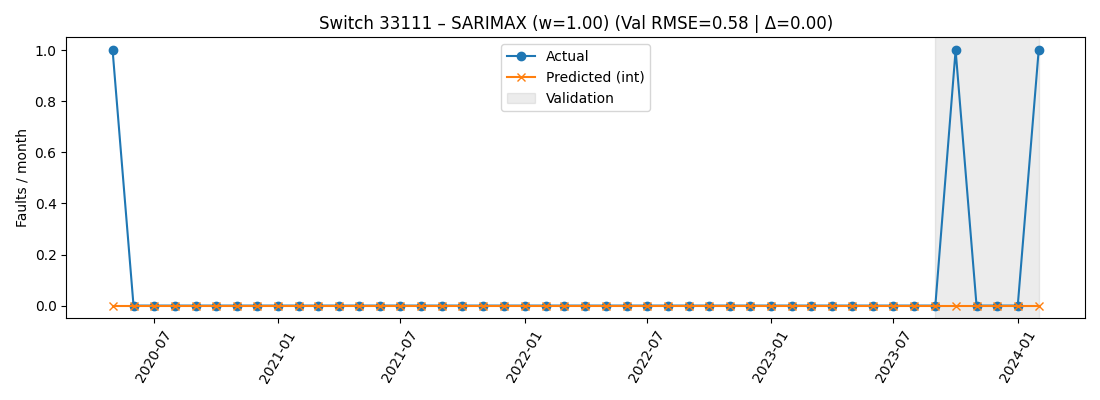 Switch 33111 – SARIMAX (w=1.00) (Val RMSE=0.58 | Δ=0.00)
Faults / month
1.0
0.8
0.6
0.4
0.2
0.0
Actual
Predicted (int)
Validation
2020-07
2021-01
2021-07
2022-01
2022-07
2023-01
2023-07
2024-01